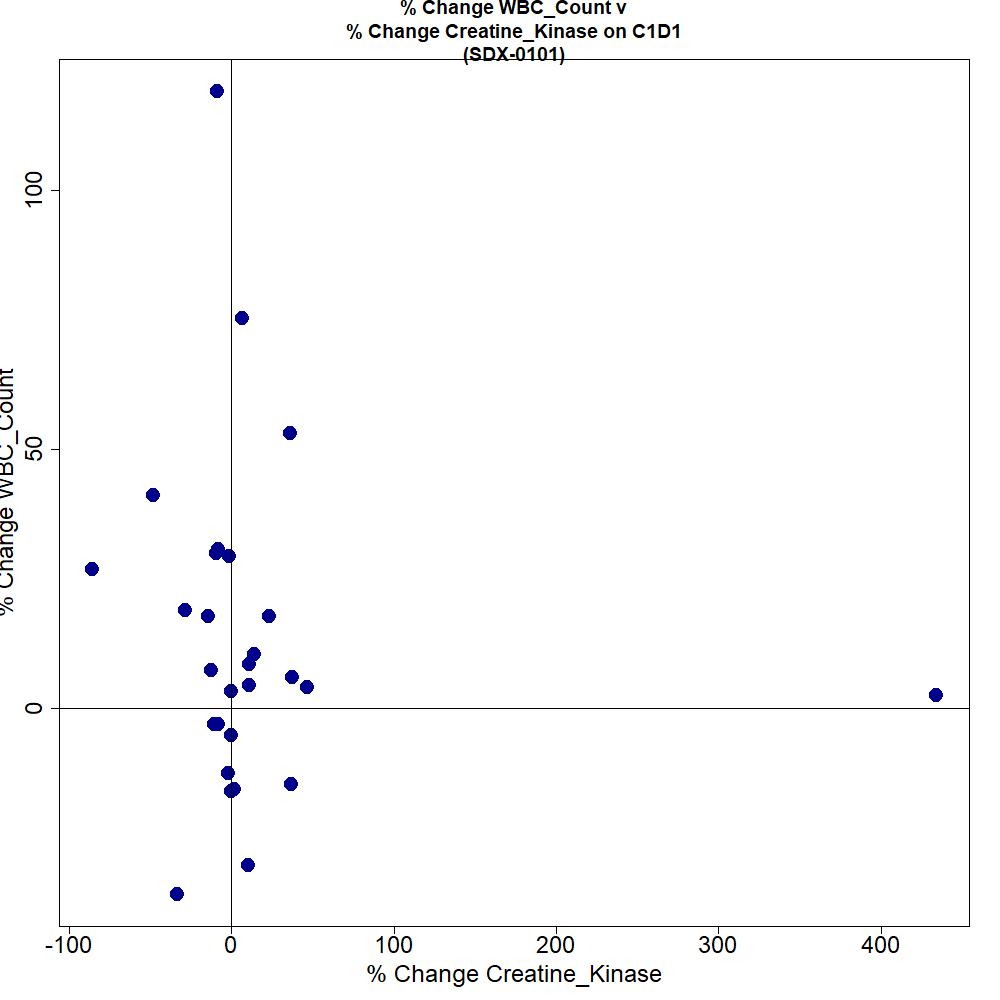 % Change WBC_Count v
% Change Creatine_Kinase on C1D1
(SDX-0101)
% Change WBC_Count
100
50
0
-100 0 100 200 300 400
% Change Creatine_Kinase